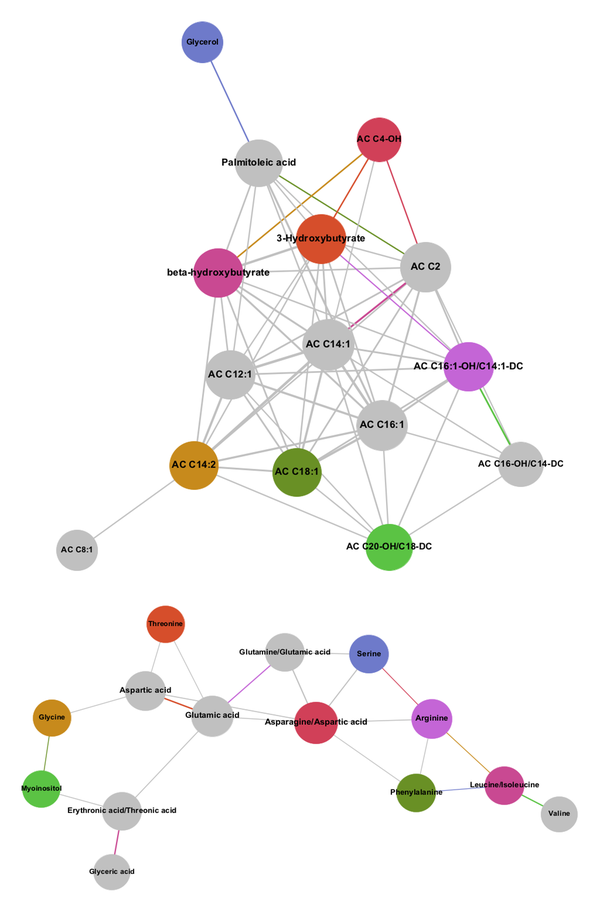 Glycerol
AC C4-OH
Palmitoleic acid
3-Hydroxybutyrate
AC C2
beta-hydroxybutyrate
AC C14:1
AC C16:1-OH/C14:1-DC
AC C12:1
AC C16:1
AC C14:2
AC C18:1
AC C16-OH/C14-DC
AC C20-OH/C18-DC
AC C8:1
Threonine
Glutamine/Glutamic acid
Serine
Aspartic acid
Glycine
Glutamic acid
Asparagine/Aspartic acid
Arginine
Myoinositol
Phenylalanine
Leucine/Isoleucine
Erythronic acid/Threonic acid
Valine
Glyceric acid